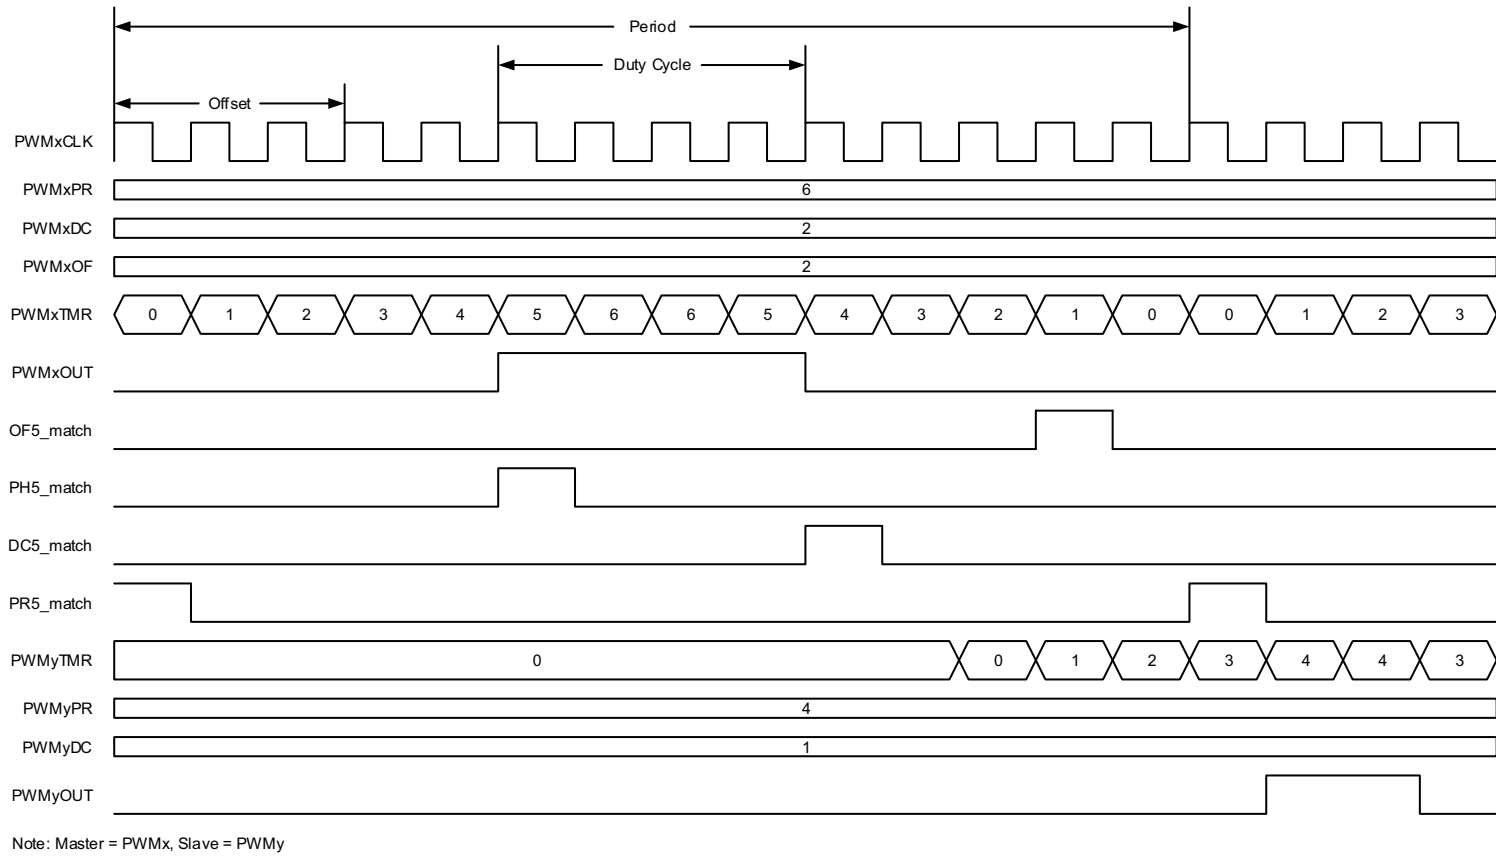 Period
Duty Cycle
Offset
PWMxCLK
PWMxPR 6
PWMxDC 2
PWMxOF 2
PWMxTMR 0 1 2 3 4 5 6 6 5 4 3 2 1 0 0 1 2 3
PWMxOUT
OF5_match
PH5_match
DC5_match
PR5_match
PWMyTMR 0 0 1 2 3 4 4 3
PWMyPR 4
PWMyDC 1
PWMyOUT
Note: Master = PWMx, Slave = PWMy